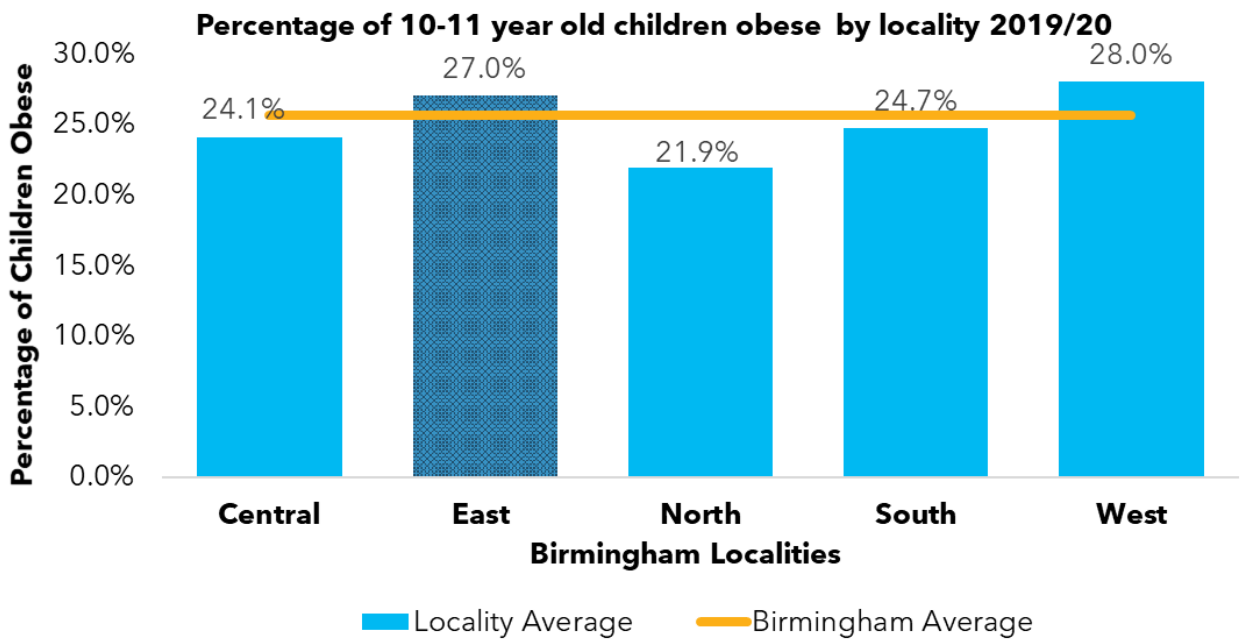 Percentage of 10-11 year old children obese by locality 2019/20
Percentage of Children Obese
30.0%
25.0%
20.0%
15.0%
10.0%
5.0%
0.0%
24.1%
27.0%
21.9%
24.7%
28.0%
Central East North South West
Birmingham Localities
Locality Average Birmingham Average